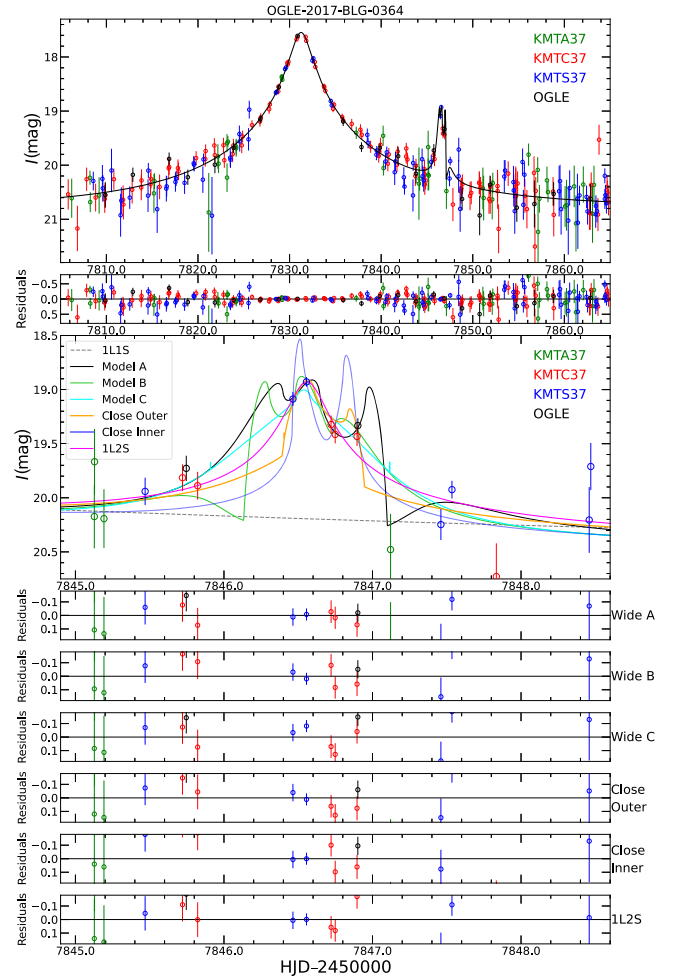 OGLE-2017-BLG-0364
I(mag)
18
19
20
21
KMTA37
KMTC37
KMTS37
OGLE
7810.0 7820.0 7830.0 7840.0 7850.0 7860.0
Residuals
−0.5
0.0
0.5
7810.0 7820.0 7830.0 7840.0 7850.0 7860.0
I(mag)
18.5
19.0
19.5
20.0
20.5
1L1S
Model A
Model B
Model C
Close Outer
Close Inner
1L2S
KMTA37
KMTC37
KMTS37
OGLE
7845.0 7846.0 7847.0 7848.0
Residuals
−0.1
0.0
0.1
Wide A
Residuals
−0.1
0.0
0.1
Wide B
Residuals
−0.1
0.0
0.1
Wide C
Residuals
−0.1
0.0
0.1
Close
Outer
Residuals
−0.1
0.0
0.1
Close
Inner
Residuals
−0.1
0.0
0.1
1L2S
7845.0 7846.0 7847.0 7848.0
HJD−2450000